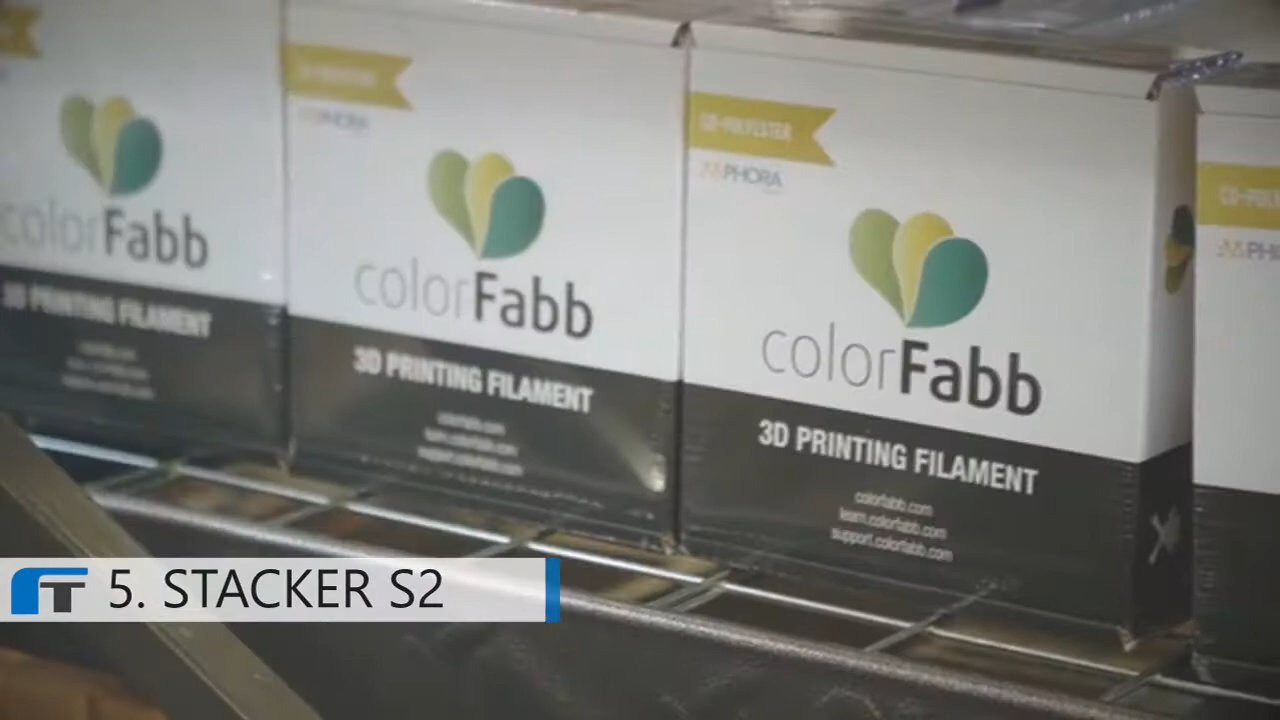 colorFabb
3D PRINTING FILAMENT
colorFabb
3D PRINTING FILAMENT
CO-POLYESTER
AMPHORA
colorFabb
3D PRINTING FILAMENT
colorfabb.com
learn.colorfabb.com
support.colorfabb.com
5. STACKER S2